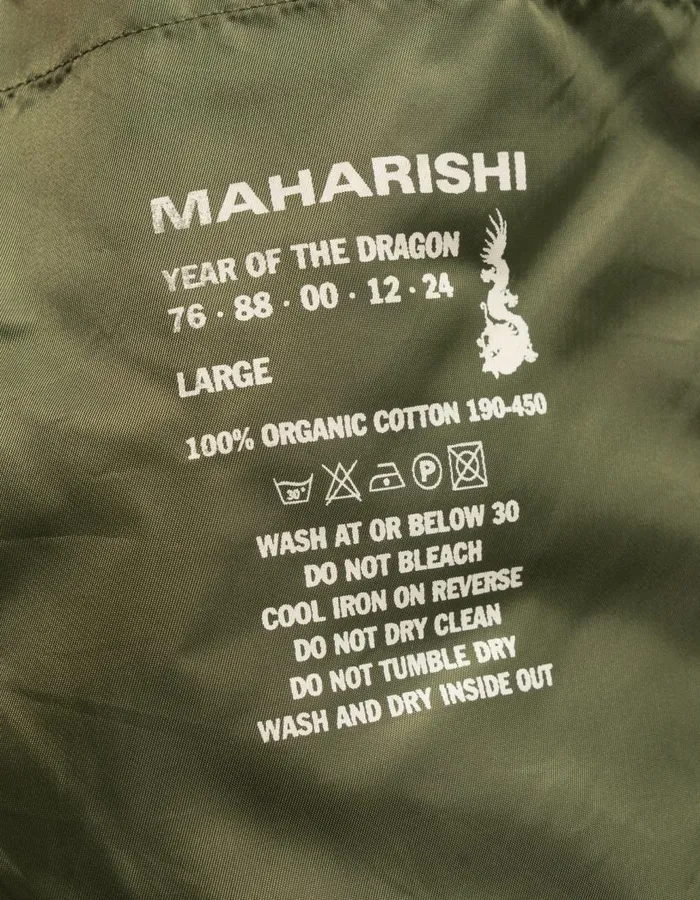 MAHARISHI
YEAR OF THE DRAGON
76 · 88 · 00 · 12 · 24
LARGE
100% ORGANIC COTTON 190-450
30° P
WASH AT OR BELOW 30
DO NOT BLEACH
COOL IRON ON REVERSE
DO NOT DRY CLEAN
DO NOT TUMBLE DRY
WASH AND DRY INSIDE OUT